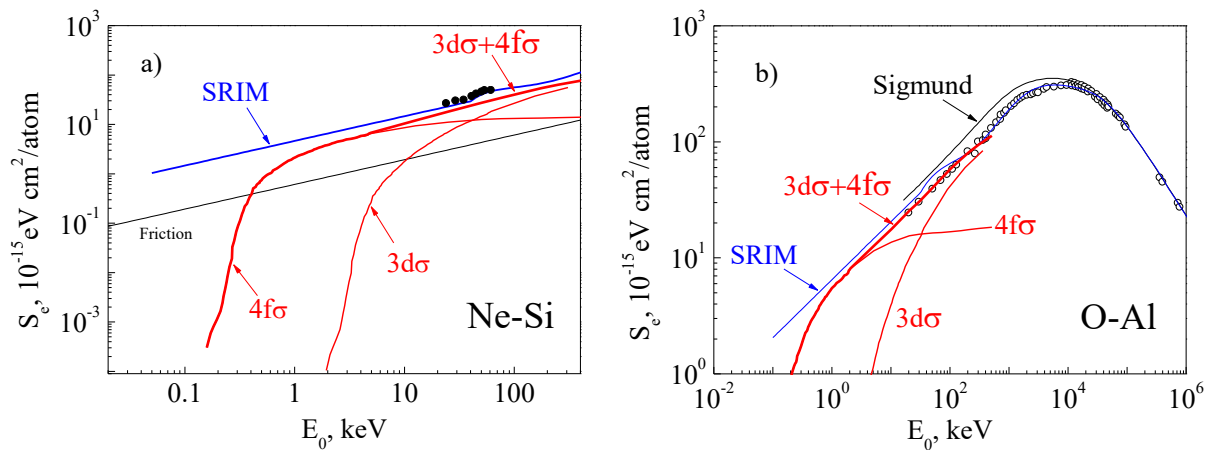 a)
S_e, 10^-15 eV cm^2/atom
10^3
10^1
10^-1
10^-3
SRIM
3dσ+4fσ
Friction
3dσ
4fσ
Ne-Si
0.1 1 10 100
E_0, keV
b)
S_e, 10^-15 eV cm^2/atom
10^3
10^2
10^1
10^0
Sigmund
3dσ+4fσ
4fσ
SRIM
3dσ
O-Al
10^-2 10^0 10^2 10^4 10^6
E_0, keV